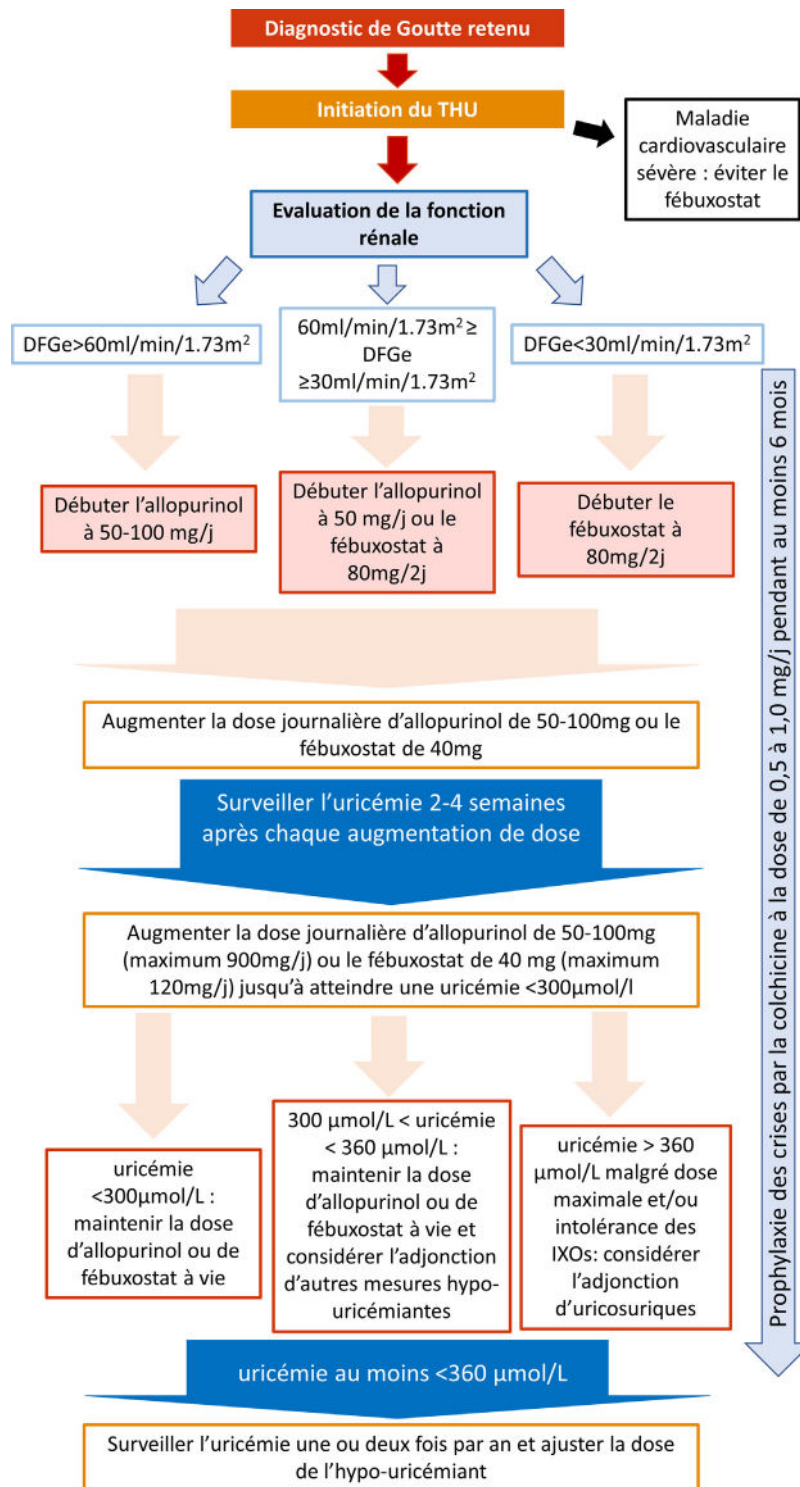 Diagnostic de Goutte retenu
Initiation du THU
Maladie
cardiovasculaire
sévère : éviter le
fébuxostat
Evaluation de la fonction
rénale
DFGe>60ml/min/1.73m²
60ml/min/1.73m² ≥
DFGe
≥30ml/min/1.73m²
DFGe<30ml/min/1.73m²
Débuter l’allopurinol
à 50-100 mg/j
Débuter l’allopurinol
à 50 mg/j ou le
fébuxostat à
80mg/2j
Débuter le
fébuxostat à
80mg/2j
Augmenter la dose journalière d’allopurinol de 50-100mg ou le
fébuxostat de 40mg
Surveiller l’uricémie 2-4 semaines
après chaque augmentation de dose
Augmenter la dose journalière d’allopurinol de 50-100mg
(maximum 900mg/j) ou le fébuxostat de 40 mg (maximum
120mg/j) jusqu’à atteindre une uricémie <300µmol/l
uricémie
<300µmol/L :
maintenir la dose
d’allopurinol ou de
fébuxostat à vie
300 µmol/L < uricémie
< 360 µmol/L :
maintenir la dose
d’allopurinol ou de
fébuxostat à vie et
considérer l’adjonction
d’autres mesures hypo-
uricémiantes
uricémie > 360
µmol/L malgré dose
maximale et/ou
intolérance des
IXOs: considérer
l’adjonction
d’uricosuriques
uricémie au moins <360 µmol/L
Surveiller l’uricémie une ou deux fois par an et ajuster la dose
de l’hypo-uricémiant
Prophylaxie des crises par la colchicine à la dose de 0,5 à 1,0 mg/j pendant au moins 6 mois